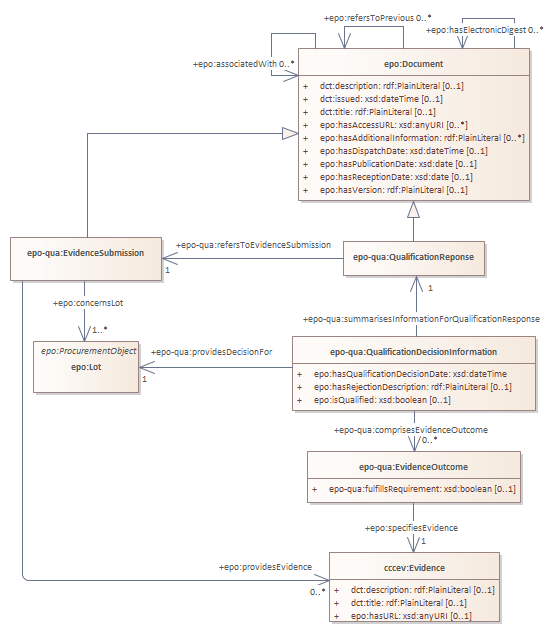 +epo:refersToPrevious 0..*
+epo:hasElectronicDigest 0..*
+epo:associatedWith 0..*
epo:Document
+ dct:description: rdf:PlainLiteral [0..1]
+ dct:issued: xsd:dateTime [0..1]
+ dct:title: rdf:PlainLiteral [0..1]
+ epo:hasAccessURL: xsd:anyURI [0..*]
+ epo:hasAdditionalInformation: rdf:PlainLiteral [0..*]
+ epo:hasDispatchDate: xsd:dateTime [0..1]
+ epo:hasPublicationDate: xsd:date [0..1]
+ epo:hasReceptionDate: xsd:date [0..1]
+ epo:hasVersion: rdf:PlainLiteral [0..1]
epo-qua:EvidenceSubmission
+epo-qua:refersToEvidenceSubmission
1
epo-qua:QualificationReponse
+epo:concernsLot
1..*
1
+epo-qua:summarisesInformationForQualificationResponse
epo:ProcurementObject
epo:Lot
+epo-qua:providesDecisionFor
1
epo-qua:QualificationDecisionInformation
+ epo:hasQualificationDecisionDate: xsd:dateTime
+ epo:hasRejectionDescription: rdf:PlainLiteral [0..1]
+ epo:isQualified: xsd:boolean [0..1]
+epo-qua:comprisesEvidenceOutcome
0..*
epo-qua:EvidenceOutcome
+ epo-qua:fulfillsRequirement: xsd:boolean [0..1]
+epo:specifiesEvidence
1
+epo:providesEvidence
0..*
cccev:Evidence
+ dct:description: rdf:PlainLiteral [0..1]
+ dct:title: rdf:PlainLiteral [0..1]
+ epo:hasURL: xsd:anyURI [0..1]